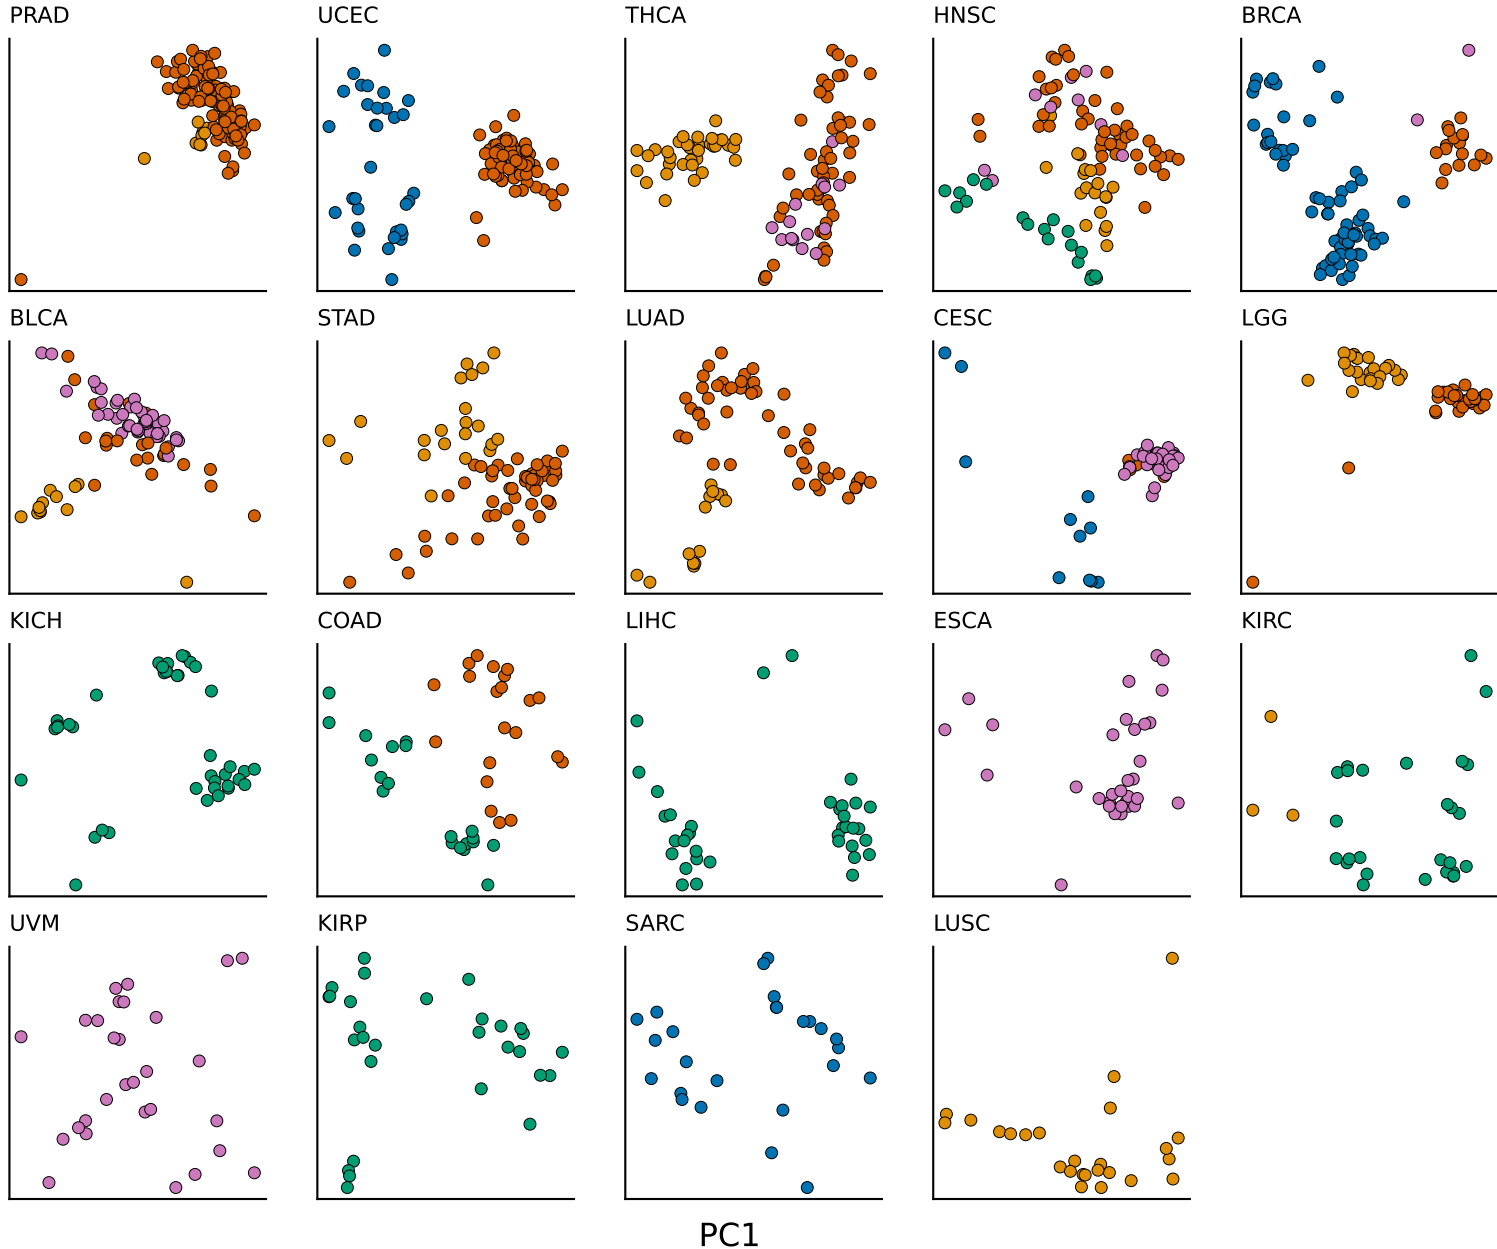 PRAD UCEC THCA HNSC BRCA
BLCA STAD LUAD CESC LGG
KICH COAD LIHC ESCA KIRC
UVM KIRP SARC LUSC
PC1